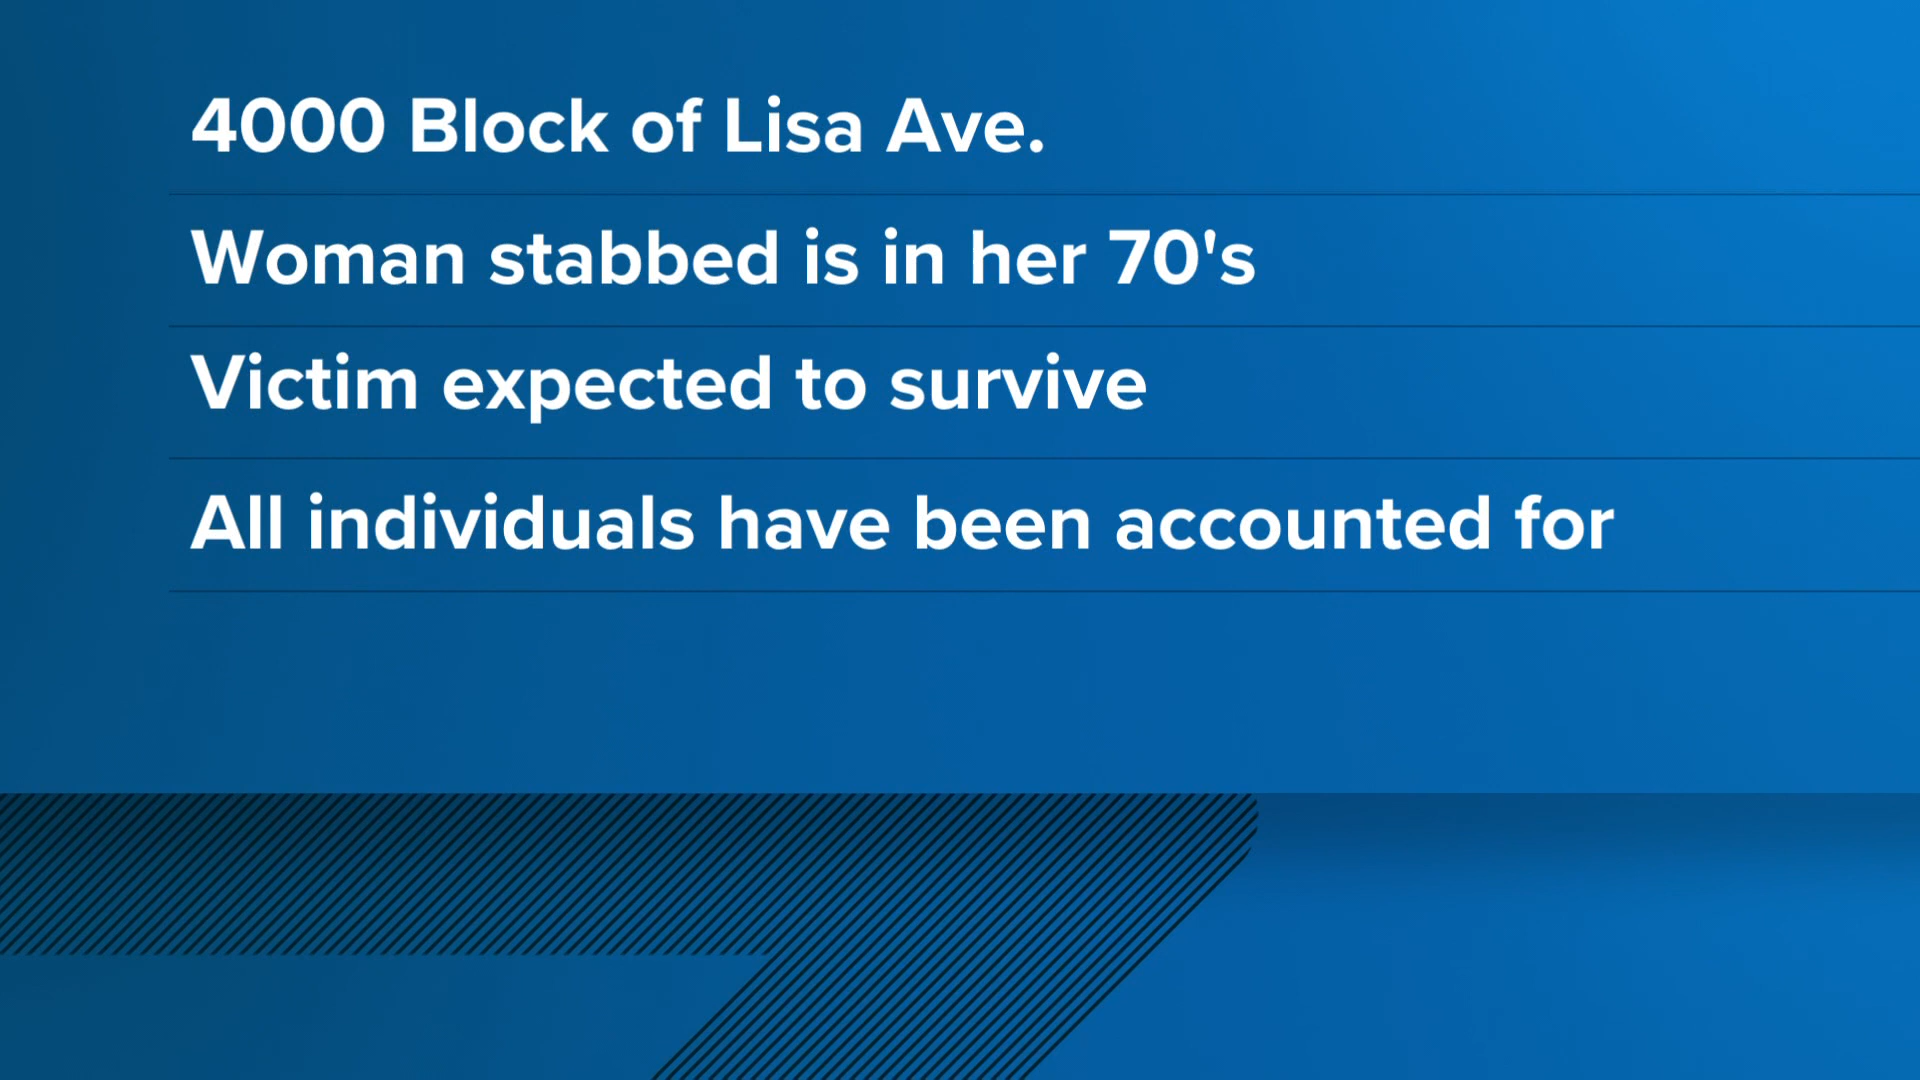 4000 Block of Lisa Ave.
Woman stabbed is in her 70's
Victim expected to survive
All individuals have been accounted for